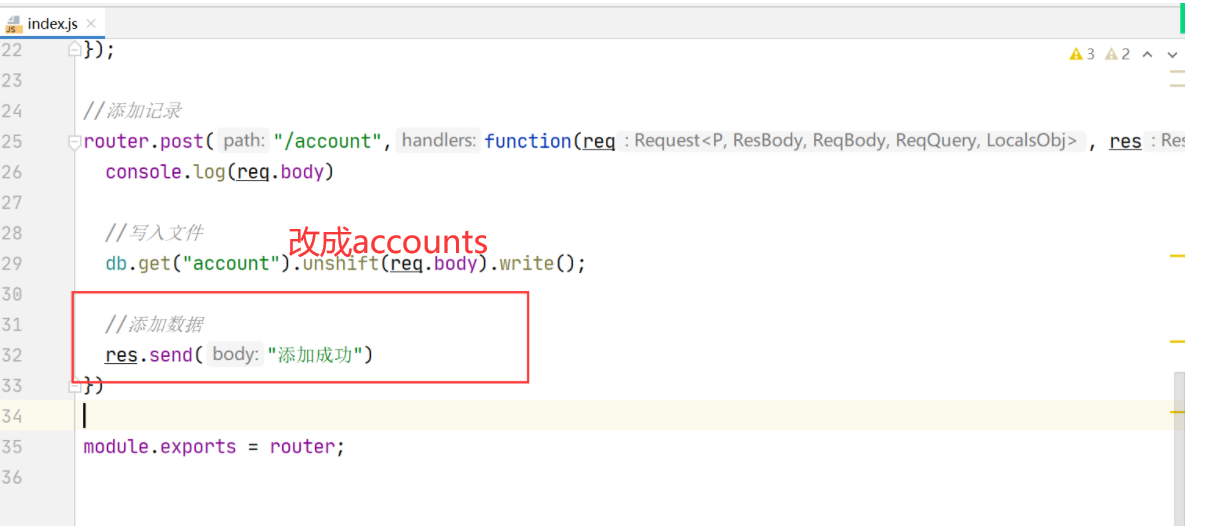 index.js
3 2
22 });
23
24 //添加记录
25 router.post( path: "/account", handlers: function(req : Request<P, ResBody, ReqBody, ReqQuery, LocalsObj> , res : Res
26 console.log(req.body)
27
28 //写入文件
改成accounts
29 db.get("account").unshift(req.body).write();
30
31 //添加数据
32 res.send( body: "添加成功")
33 })
34
35 module.exports = router;
36